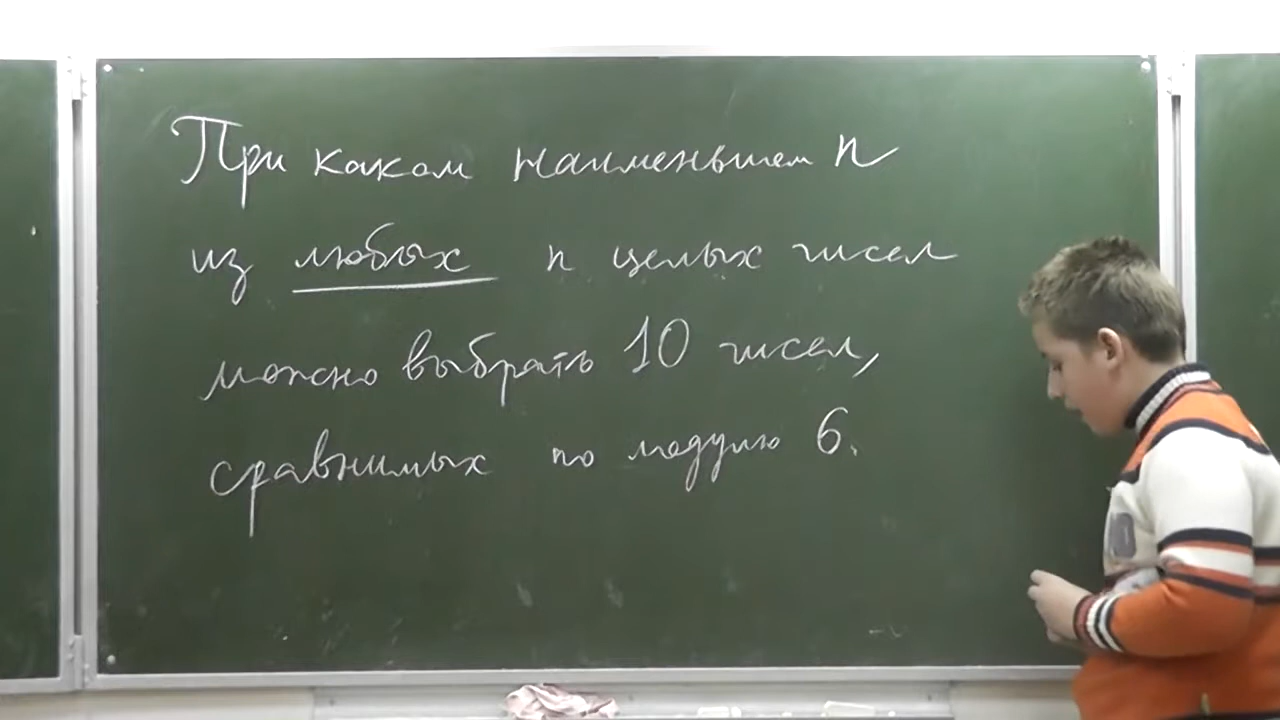 При каком наименьшем n
из любых n целых чисел
можно выбрать 10 чисел,
сравнимых по модулю 6.